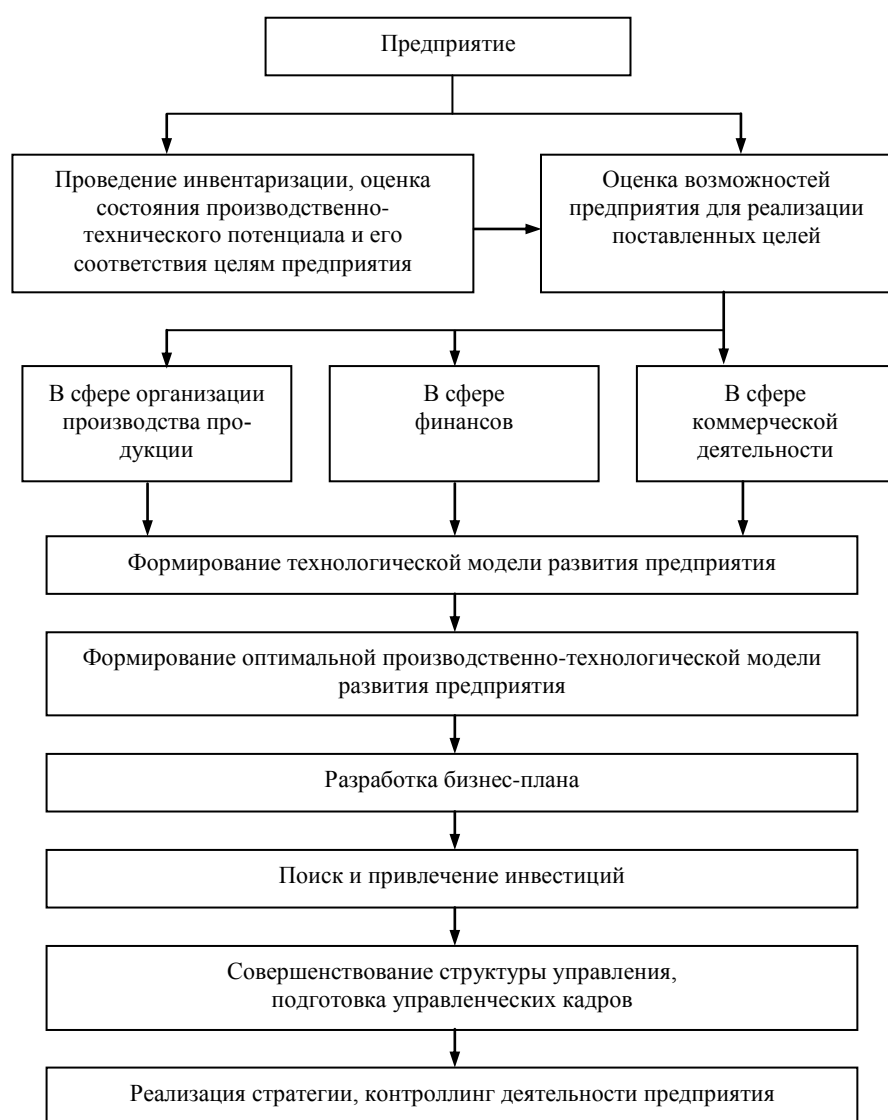 Предприятие
Проведение инвентаризации, оценка
состояния производственно-
технического потенциала и его
соответствия целям предприятия
Оценка возможностей
предприятия для реализации
поставленных целей
В сфере организации
производства про-
дукции
В сфере
финансов
В сфере
коммерческой
деятельности
Формирование технологической модели развития предприятия
Формирование оптимальной производственно-технологической модели
развития предприятия
Разработка бизнес-плана
Поиск и привлечение инвестиций
Совершенствование структуры управления,
подготовка управленческих кадров
Реализация стратегии, контроллинг деятельности предприятия